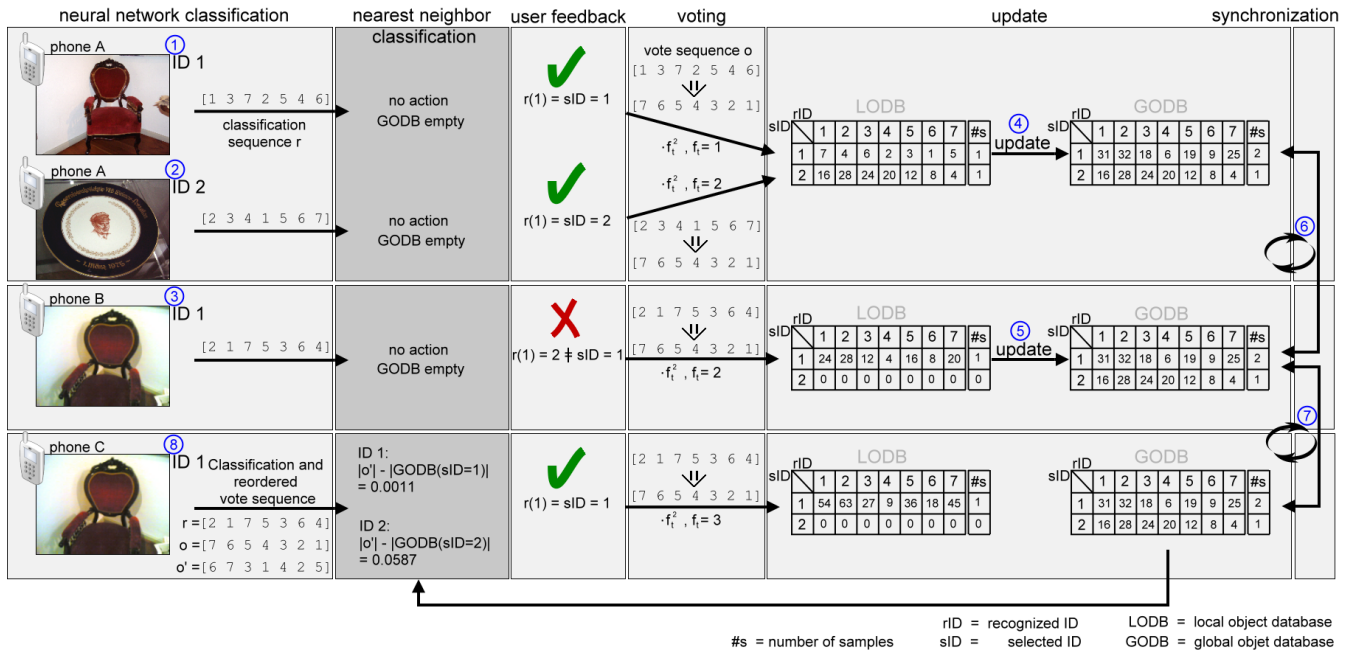 neural network classification
nearest neighbor
classification
user feedback
voting
update
synchronization
phone A
1
ID 1
[1 3 7 2 5 4 6]
classification
sequence r
no action
GODB empty
r(1) = sID = 1
vote sequence o
[1 3 7 2 5 4 6]
[7 6 5 4 3 2 1]
·f_t^2 , f_t= 1
phone A
2
ID 2
[2 3 4 1 5 6 7]
no action
GODB empty
r(1) = sID = 2
·f_t^2 , f_t= 2
[2 3 4 1 5 6 7]
[7 6 5 4 3 2 1]
LODB
rID
sID 1 2 3 4 5 6 7 #s
1 7 4 6 2 3 1 5 1
2 16 28 24 20 12 8 4 1
4
update
GODB
rID
sID 1 2 3 4 5 6 7 #s
1 31 32 18 6 19 9 25 2
2 16 28 24 20 12 8 4 1
6
phone B
3
ID 1
[2 1 7 5 3 6 4]
no action
GODB empty
r(1) = 2 ǂ sID = 1
[2 1 7 5 3 6 4]
[7 6 5 4 3 2 1]
·f_t^2 , f_t= 2
LODB
rID
sID 1 2 3 4 5 6 7 #s
1 24 28 12 4 16 8 20 1
2 0 0 0 0 0 0 0 0
5
update
GODB
rID
sID 1 2 3 4 5 6 7 #s
1 31 32 18 6 19 9 25 2
2 16 28 24 20 12 8 4 1
7
phone C
8
ID 1
Classification and
reordered
vote sequence
r =[2 1 7 5 3 6 4]
o =[7 6 5 4 3 2 1]
o' =[6 7 3 1 4 2 5]
ID 1:
|o'| - |GODB(sID=1)|
= 0.0011
ID 2:
|o'| - |GODB(sID=2)|
= 0.0587
r(1) = sID = 1
[2 1 7 5 3 6 4]
[7 6 5 4 3 2 1]
·f_t^2 , f_t= 3
LODB
rID
sID 1 2 3 4 5 6 7 #s
1 54 63 27 9 36 18 45 1
2 0 0 0 0 0 0 0 0
GODB
rID
sID 1 2 3 4 5 6 7 #s
1 31 32 18 6 19 9 25 2
2 16 28 24 20 12 8 4 1
rID = recognized ID
LODB = local object database
#s = number of samples
sID = selected ID
GODB = global objet database